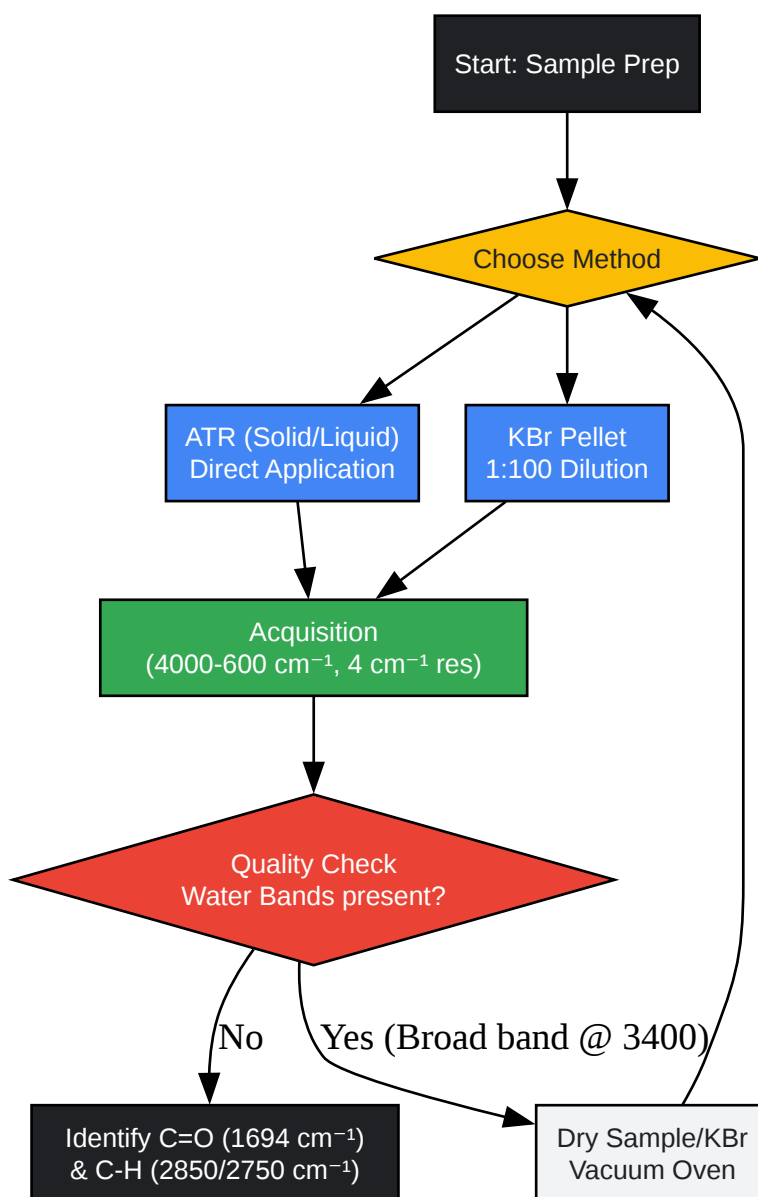 Start: Sample Prep
Choose Method
ATR (Solid/Liquid)
Direct Application
KBr Pellet
1:100 Dilution
Acquisition
(4000-600 cm⁻¹, 4 cm⁻¹ res)
Quality Check
Water Bands present?
No
Yes (Broad band @ 3400)
Identify C=O (1694 cm⁻¹)
& C-H (2850/2750 cm⁻¹)
Dry Sample/KBr
Vacuum Oven